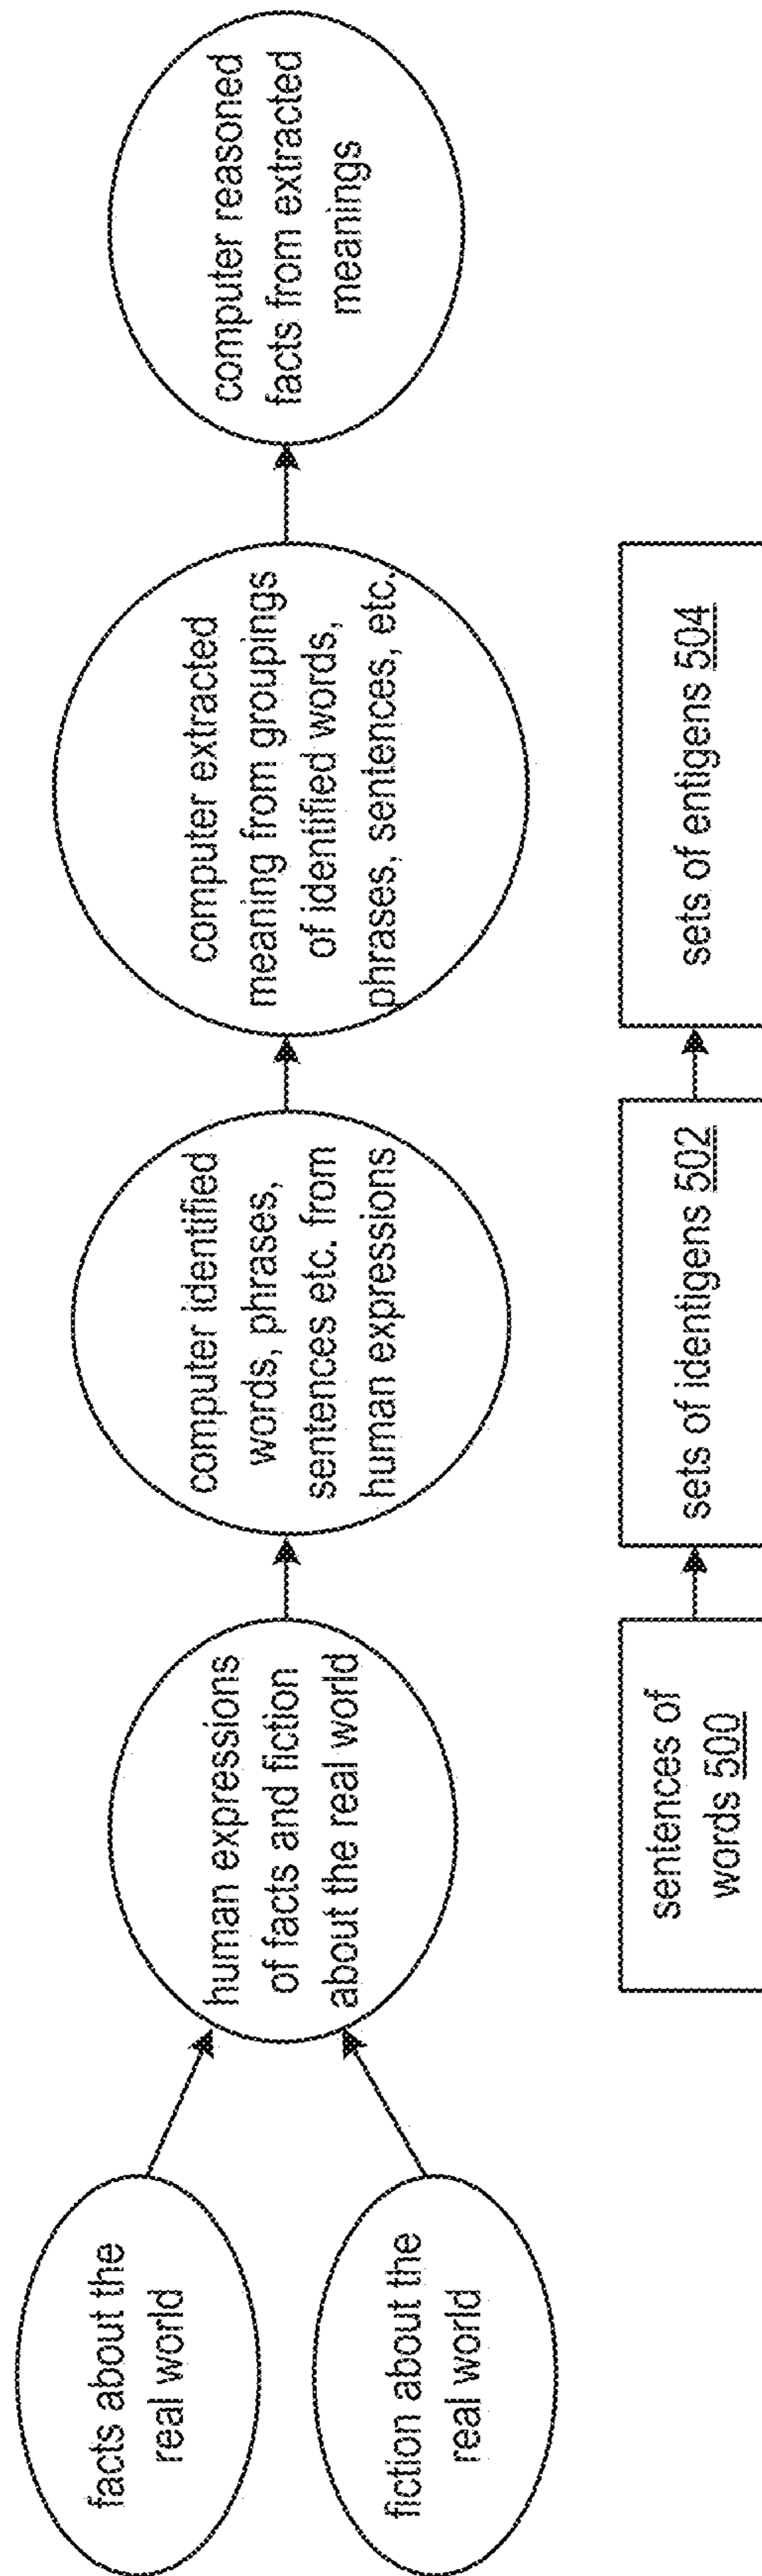 facts about the
real world
fiction about the
real world
human expressions
of facts and fiction
about the real world
computer identified
words, phrases,
sentences etc. from
human expressions
computer extracted
meaning from groupings
of identified words,
phrases, sentences, etc.
computer reasoned
facts from extracted
meanings
sentences of
words 500
sets of identigens 502
sets of entigens 504